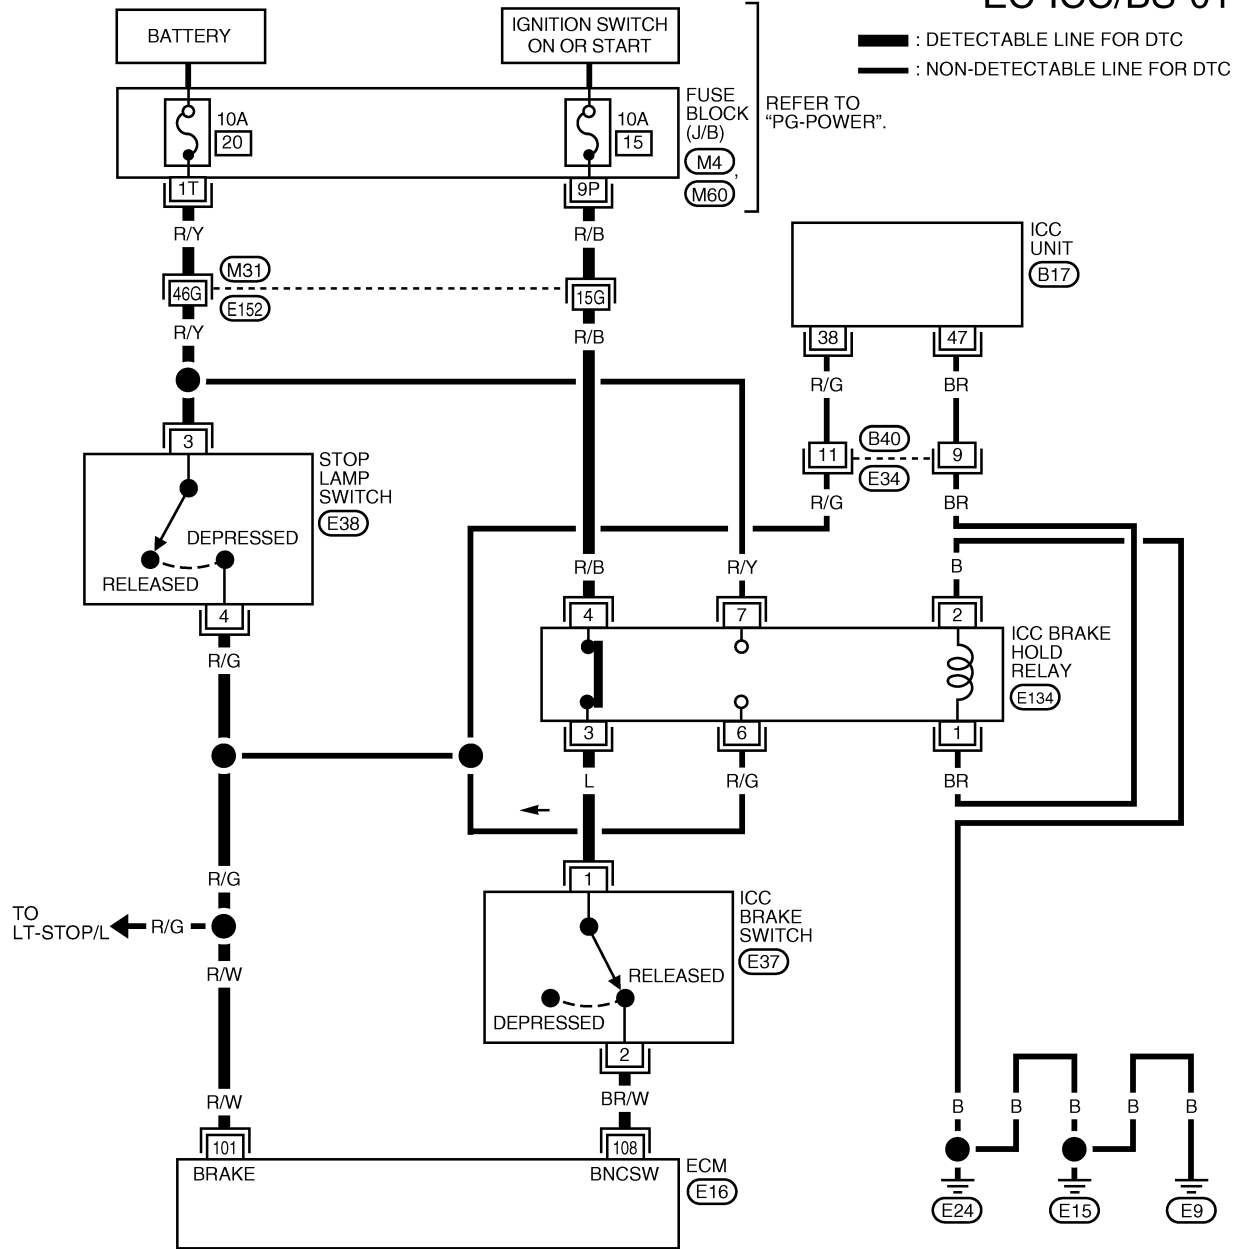 BATTERY
IGNITION SWITCH
ON OR START
: DETECTABLE LINE FOR DTC
: NON-DETECTABLE LINE FOR DTC
10A
20
10A
15
FUSE
BLOCK
(J/B)
M4
,
M60
REFER TO
“PG-POWER”.
1T
9P
R/Y
R/B
46G
M31
E152
15G
R/Y
R/B
ICC
UNIT
B17
38
47
R/G
BR
11
B40
E34
9
R/G
BR
3
STOP
LAMP
SWITCH
E38
DEPRESSED
RELEASED
4
R/G
R/B
R/Y
B
4
7
2
ICC BRAKE
HOLD
RELAY
E134
3
6
1
L
R/G
BR
R/G
TO
LT-STOP/L
R/G
R/W
1
ICC
BRAKE
SWITCH
E37
RELEASED
DEPRESSED
2
BR/W
R/W
101
108
BRAKE
BNCSW
ECM
E16
B
B
B
B
B
E24
E15
E9